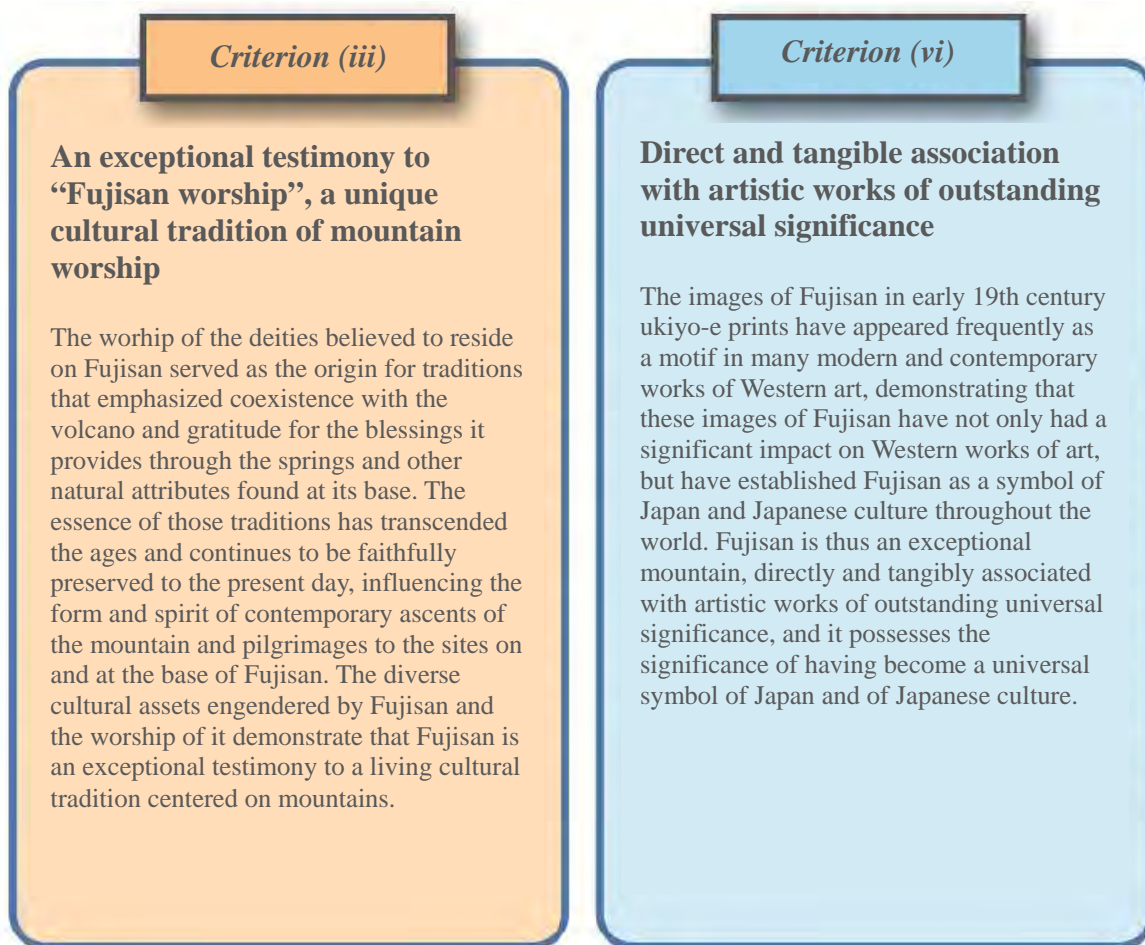 Criterion (iii)
An exceptional testimony to
“Fujisan worship”, a unique
cultural tradition of mountain
worship
The worhip of the deities believed to reside
on Fujisan served as the origin for traditions
that emphasized coexistence with the
volcano and gratitude for the blessings it
provides through the springs and other
natural attributes found at its base. The
essence of those traditions has transcended
the ages and continues to be faithfully
preserved to the present day, influencing the
form and spirit of contemporary ascents of
the mountain and pilgrimages to the sites on
and at the base of Fujisan. The diverse
cultural assets engendered by Fujisan and
the worship of it demonstrate that Fujisan is
an exceptional testimony to a living cultural
tradition centered on mountains.
Criterion (vi)
Direct and tangible association
with artistic works of outstanding
universal significance
The images of Fujisan in early 19th century
ukiyo-e prints have appeared frequently as
a motif in many modern and contemporary
works of Western art, demonstrating that
these images of Fujisan have not only had a
significant impact on Western works of art,
but have established Fujisan as a symbol of
Japan and Japanese culture throughout the
world. Fujisan is thus an exceptional
mountain, directly and tangibly associated
with artistic works of outstanding universal
significance, and it possesses the
significance of having become a universal
symbol of Japan and of Japanese culture.